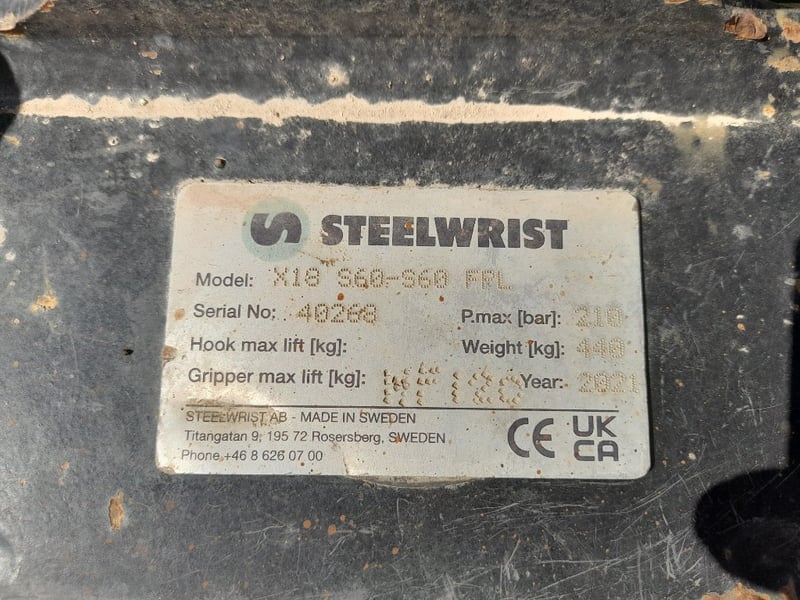 STEELWRIST
Model: X18 S60-S60 FPL
Serial No: 40268 P.max [bar]: 210
Hook max lift [kg]: Weight [kg]: 440
Gripper max lift [kg]: Year: 2021
STEELWRIST AB - MADE IN SWEDEN
Titangatan 9, 195 72 Rosersberg, SWEDEN
Phone +46 8 626 07 00
CE UK
CA